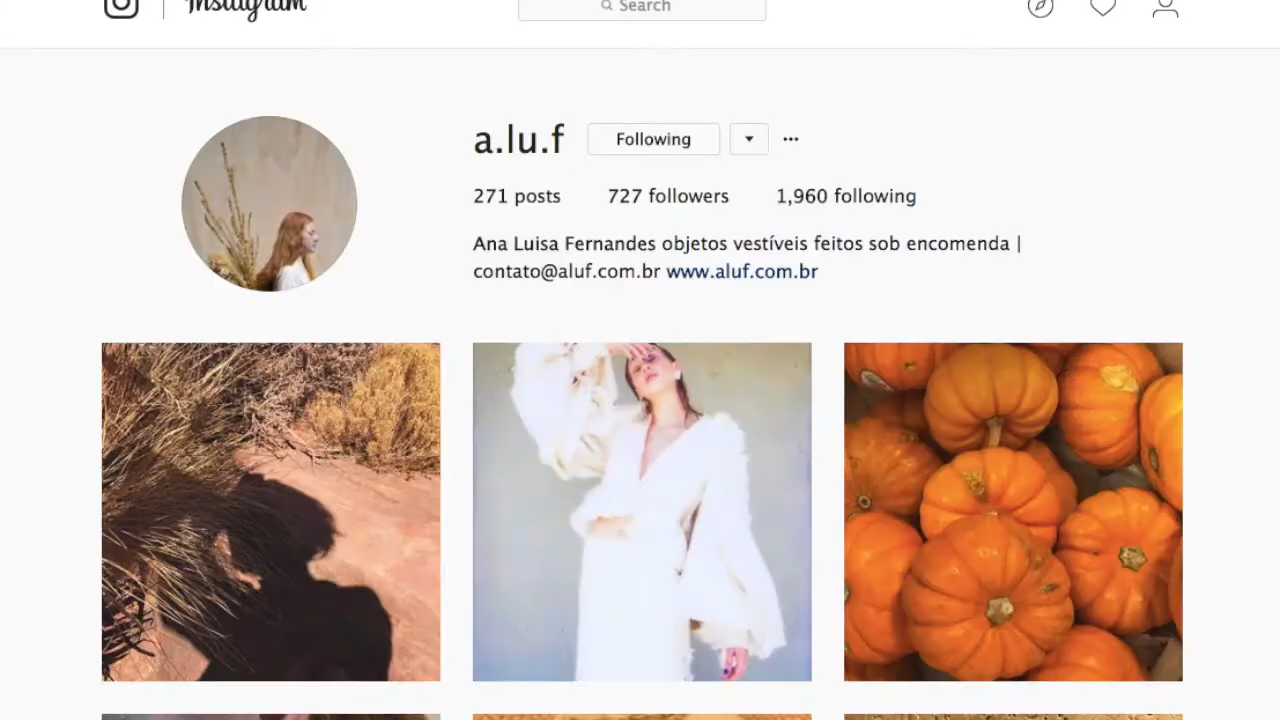 Instagram
Search
a.lu.f
Following
271 posts 727 followers 1,960 following
Ana Luisa Fernandes objetos vestíveis feitos sob encomenda |
contato@aluf.com.br www.aluf.com.br